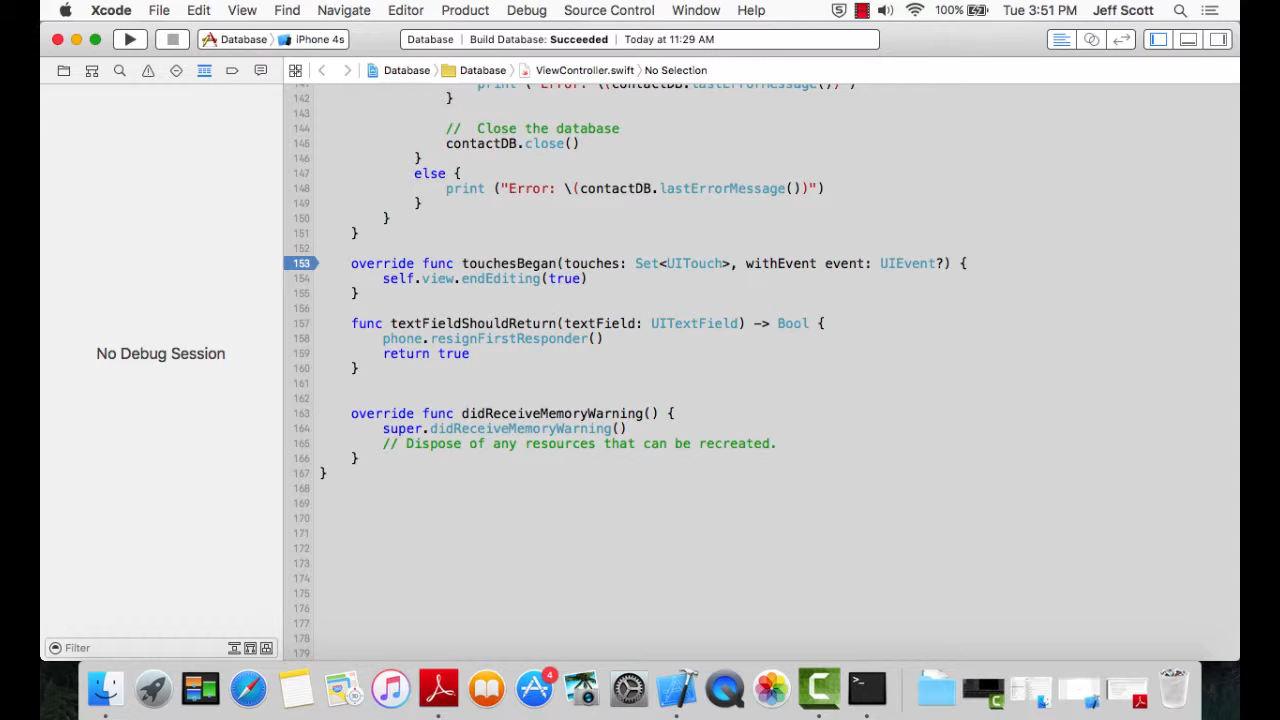 Xcode File Edit View Find Navigate Editor Product Debug Source Control Window Help 100% Tue 3:51 PM Jeff Scott
Database iPhone 4s Database | Build Database: Succeeded | Today at 11:29 AM
Database Database ViewController.swift No Selection
141 print ("Error: \(contactDB.lastErrorMessage())")
142 }
143
144 // Close the database
145 contactDB.close()
146 }
147 else {
148 print ("Error: \(contactDB.lastErrorMessage())")
149 }
150 }
151 }
152
153 override func touchesBegan(touches: Set<UITouch>, withEvent event: UIEvent?) {
154 self.view.endEditing(true)
155 }
156
157 func textFieldShouldReturn(textField: UITextField) -> Bool {
158 phone.resignFirstResponder()
159 return true
No Debug Session
160 }
161
162
163 override func didReceiveMemoryWarning() {
164 super.didReceiveMemoryWarning()
165 // Dispose of any resources that can be recreated.
166 }
167 }
168
169
170
171
172
173
174
175
176
177
178
179
Filter
4